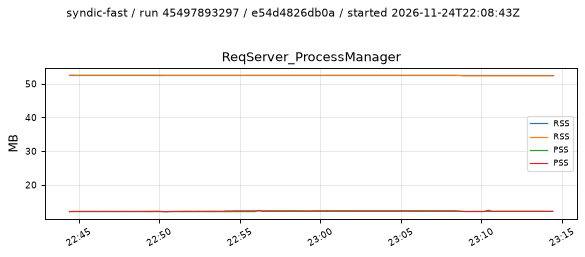 syndic-fast / run 45497893297 / e54d4826db0a / started 2026-11-24T22:08:43Z
ReqServer_ProcessManager
MB
50
40
30
20
RSS
RSS
PSS
PSS
22:45
22:50
22:55
23:00
23:05
23:10
23:15